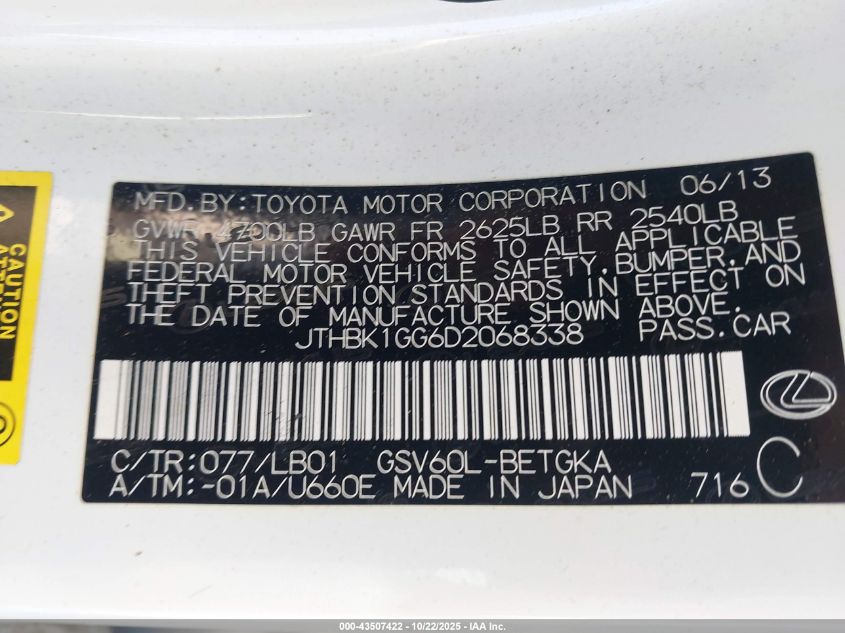 MFD.BY:TOYOTA MOTOR CORPORATION 06/13
GVWR 4700LB GAWR FR 2625LB RR 2540LB
THIS VEHICLE CONFORMS TO ALL APPLICABLE
FEDERAL MOTOR VEHICLE SAFETY,BUMPER,AND
THEFT PREVENTION STANDARDS IN EFFECT ON
THE DATE OF MANUFACTURE SHOWN ABOVE.
JTHBK1GG6D2068338 PASS.CAR
C/TR:077/LB01 GSV60L-BETGKA C
A/TM:-01A/U660E MADE IN JAPAN 716
CAUTION
000-43507422 - 10/22/2025 - IAA Inc.